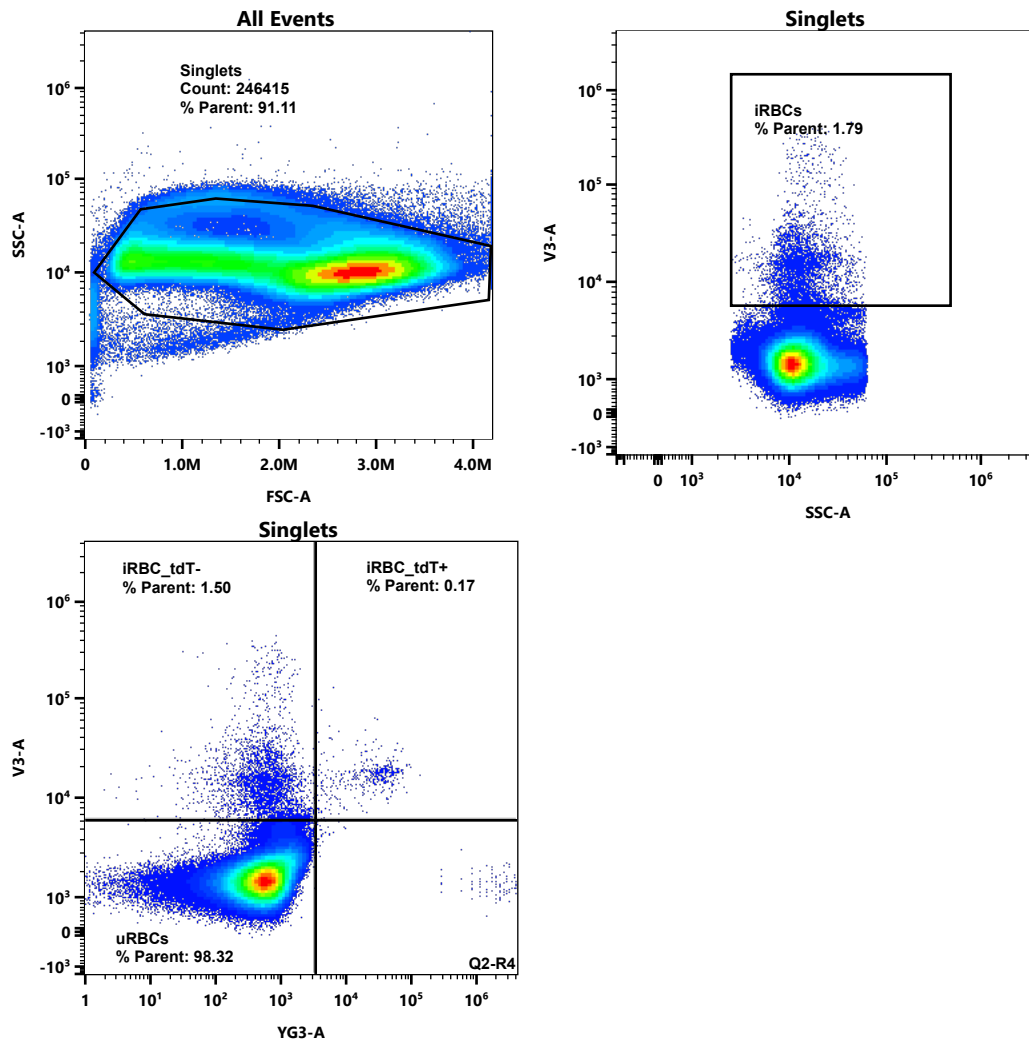 All Events
Singlets
Count: 246415
% Parent: 91.11
10⁶
10⁵
10⁴
10³
0
-10³
SSC-A
0
1.0M
2.0M
3.0M
4.0M
FSC-A
Singlets
iRBCs
% Parent: 1.79
10⁶
10⁵
10⁴
10³
0
-10³
V3-A
0
10³
10⁴
10⁵
10⁶
SSC-A
Singlets
iRBC_tdT-
% Parent: 1.50
iRBC_tdT+
% Parent: 0.17
10⁶
10⁵
10⁴
10³
0
-10³
V3-A
uRBCs
% Parent: 98.32
Q2-R4
1
10¹
10²
10³
10⁴
10⁵
10⁶
YG3-A